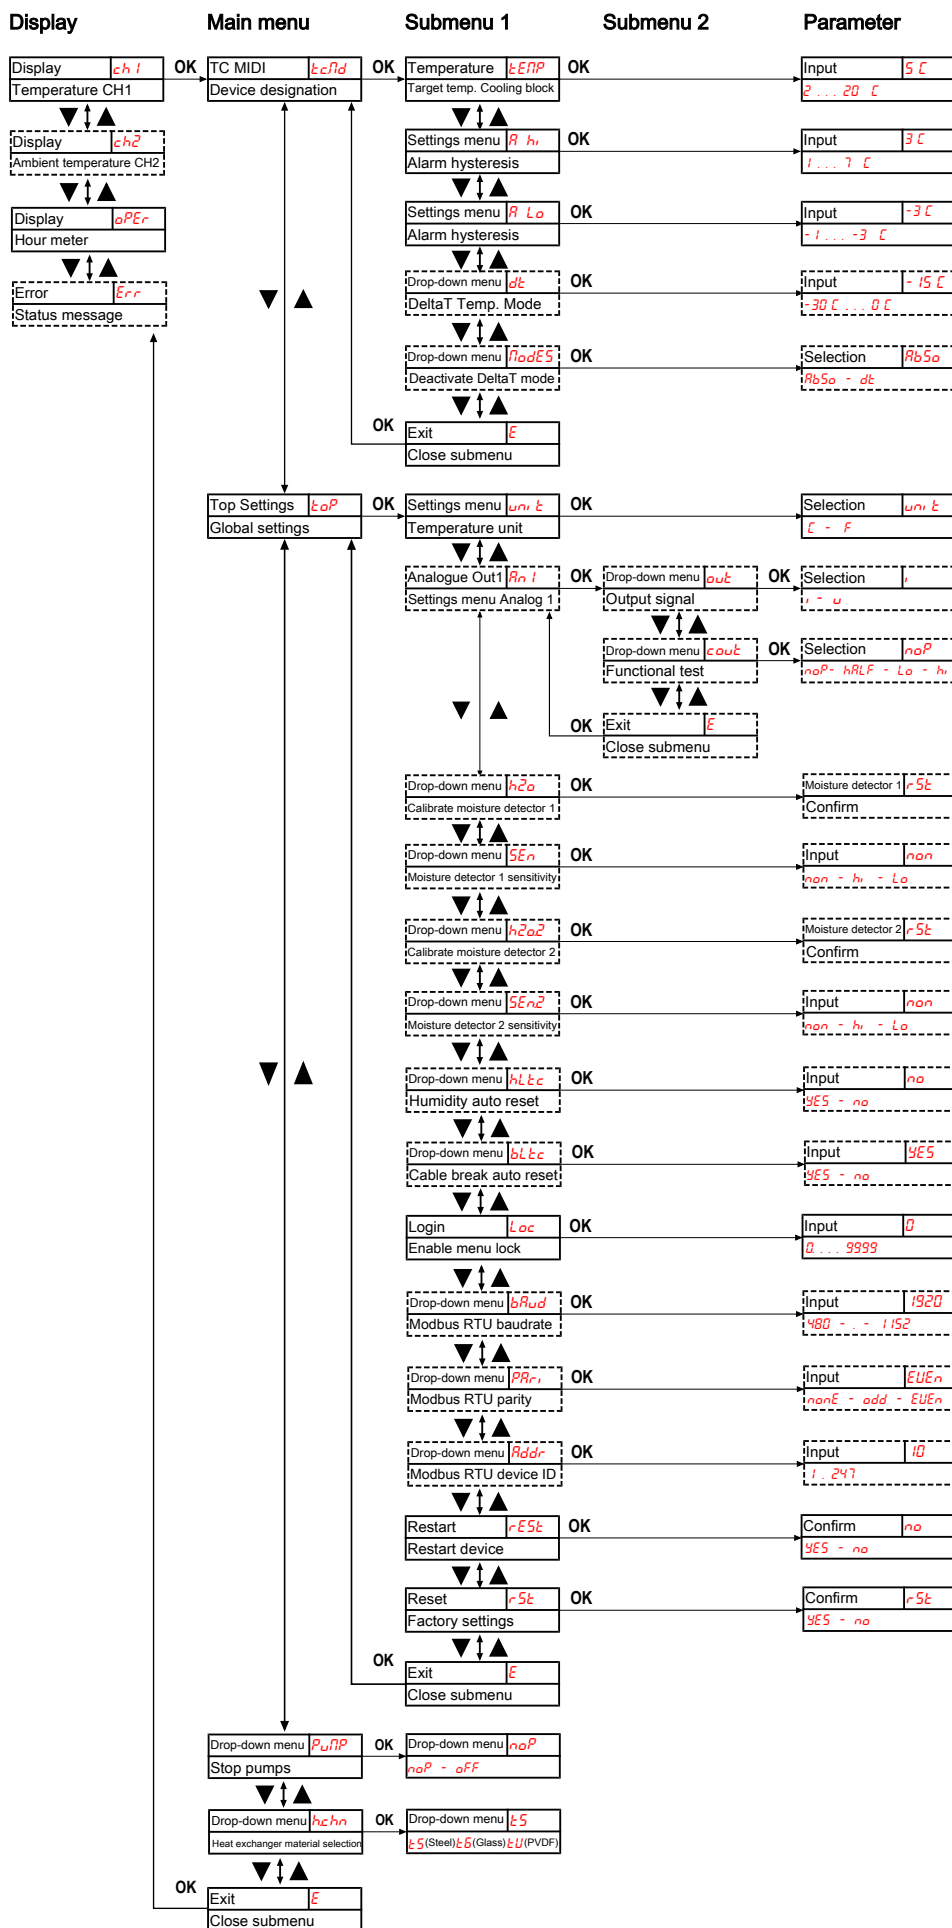 Display Main menu Submenu 1 Submenu 2 Parameter
Display ch1 OK TC MIDI tcMd OK Temperature tEMP OK Input 5 C
Temperature CH1 Device designation Target temp. Cooling block 2 . . . 20 C
Display ch2 Settings menu A hi OK Input 3 C
Ambient temperature CH2 Alarm hysteresis 1 . . . 7 C
Display oPEr Settings menu A Lo OK Input -3 C
Hour meter Alarm hysteresis -1 . . . -3 C
Error Err Drop-down menu dt OK Input -15 C
Status message DeltaT Temp. Mode -30 C . . . 0 C
Drop-down menu ModES OK Selection AbSo
Deactivate DeltaT mode AbSo - dt
OK Exit E
Close submenu
Top Settings toP OK Settings menu unit OK Selection unit
Global settings Temperature unit C - F
Analogue Out1 An1 OK Drop-down menu out OK Selection i
Settings menu Analog 1 Output signal i - u
Drop-down menu cout OK Selection noP
Functional test noP- hALF - Lo - hi
OK Exit E
Close submenu
Drop-down menu h2o OK Moisture detector 1 rSt
Calibrate moisture detector 1 Confirm
Drop-down menu SEn OK Input non
Moisture detector 1 sensitivity non - hi - Lo
Drop-down menu h2o.2 OK Moisture detector 2 rSt
Calibrate moisture detector 2 Confirm
Drop-down menu SEn.2 OK Input non
Moisture detector 2 sensitivity non - hi - Lo
Drop-down menu hLtc OK Input no
Humidity auto reset YES - no
Drop-down menu bLtc OK Input YES
Cable break auto reset YES - no
Login Loc OK Input 0
Enable menu lock 0. . . . 9999
Drop-down menu bAud OK Input 1920
Modbus RTU baudrate 480 - . - 1152
Drop-down menu PAri OK Input EVEn
Modbus RTU parity nonE - odd - EVEn
Drop-down menu Addr OK Input 10
Modbus RTU device ID 1 . 247
Restart rESt OK Confirm no
Restart device YES - no
Reset rSt OK Confirm rSt
Factory settings YES - no
OK Exit E
Close submenu
Drop-down menu PuMP OK Drop-down menu noP
Stop pumps noP - oFF
Drop-down menu h.chn OK Drop-down menu tS
Heat exchanger material selection tS(Steel)tG(Glass)tU(PVDF)
OK Exit E
Close submenu